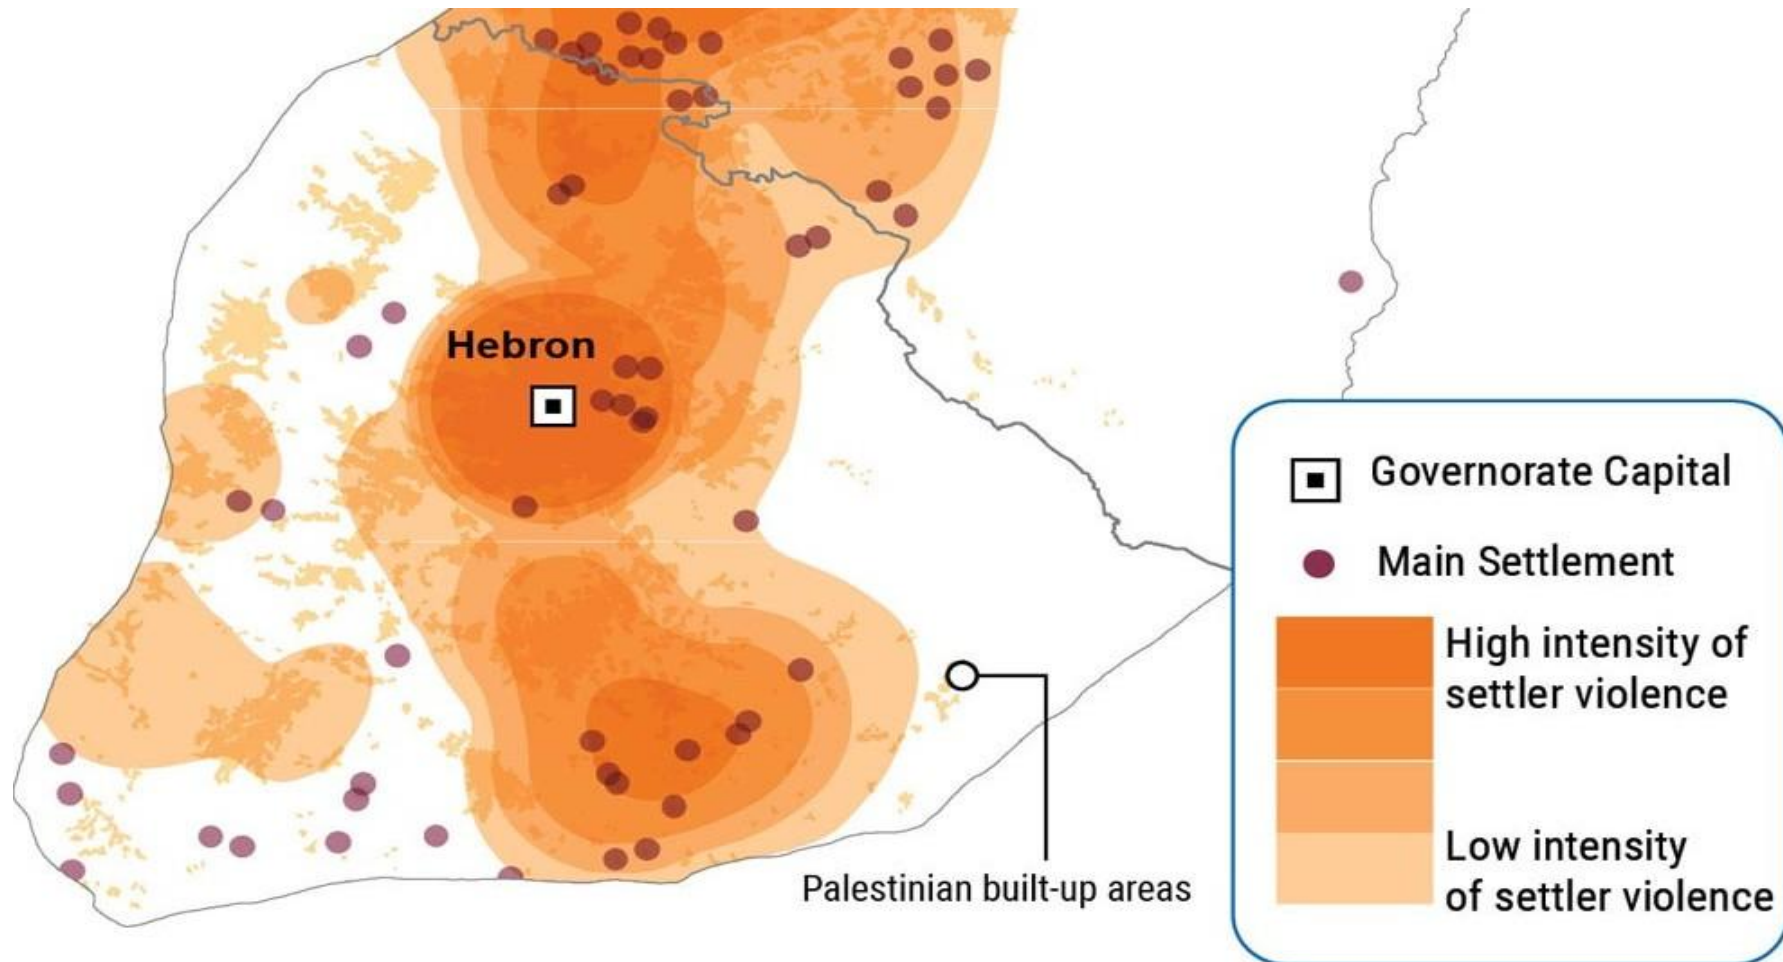 Hebron
Governorate Capital
Main Settlement
High intensity of
settler violence
Low intensity
of settler violence
Palestinian built-up areas